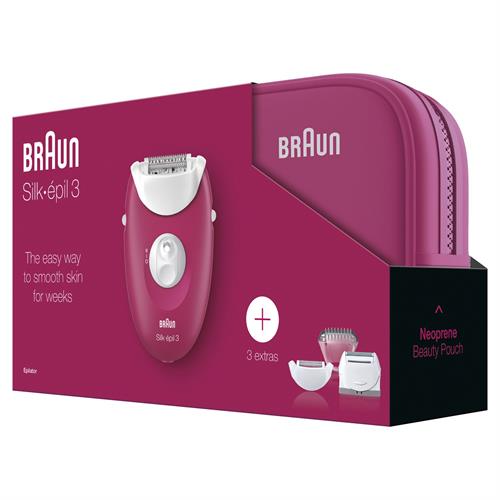 BRAUN
Silk·épil 3
The easy way
to smooth skin
for weeks
Epilator
BRAUN
Silk·épil 3
+
3 extras
BRAUN
^
Neoprene
Beauty Pouch